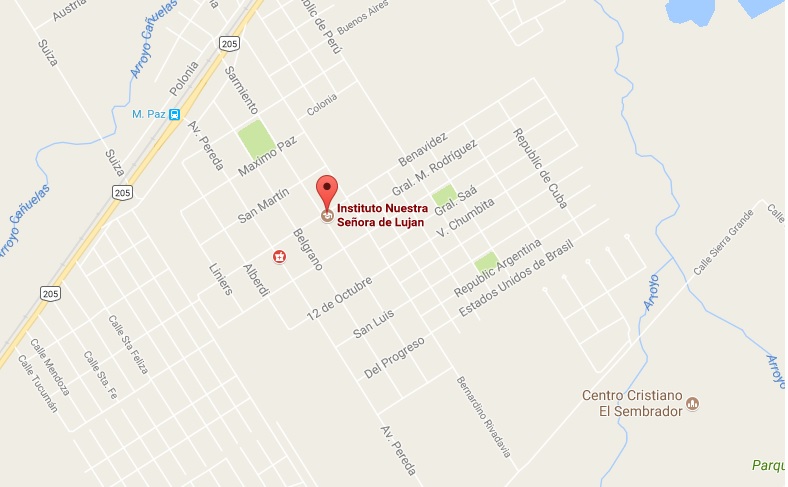 Austria
Suiza
Arroyo Cañuelas
Polonia
205
Republic de Perú
Buenos Aires
Sarmiento
Colonia
M. Paz
Av. Pereda
Maximo Paz
Suiza
205
Arroyo Cañuelas
San Martín
Benavidez
Gral. M. Rodríguez
Republic de Cuba
Instituto Nuestra
Señora de Lujan
Gral. Saá
V. Chumbita
Belgrano
Alberdi
Liniers
12 de Octubre
Republic Argentina
Estados Unidos de Brasil
Calle Sierra Grande
Calle
Arroyo
205
San Luis
Del Progreso
Calle Sta Feliza
Calle Mendoza
Calle Sta. Fe
Calle Tucumán
Bernardino Rivadavia
Av. Pereda
Centro Cristiano
El Sembrador
Arroyo
Parqu